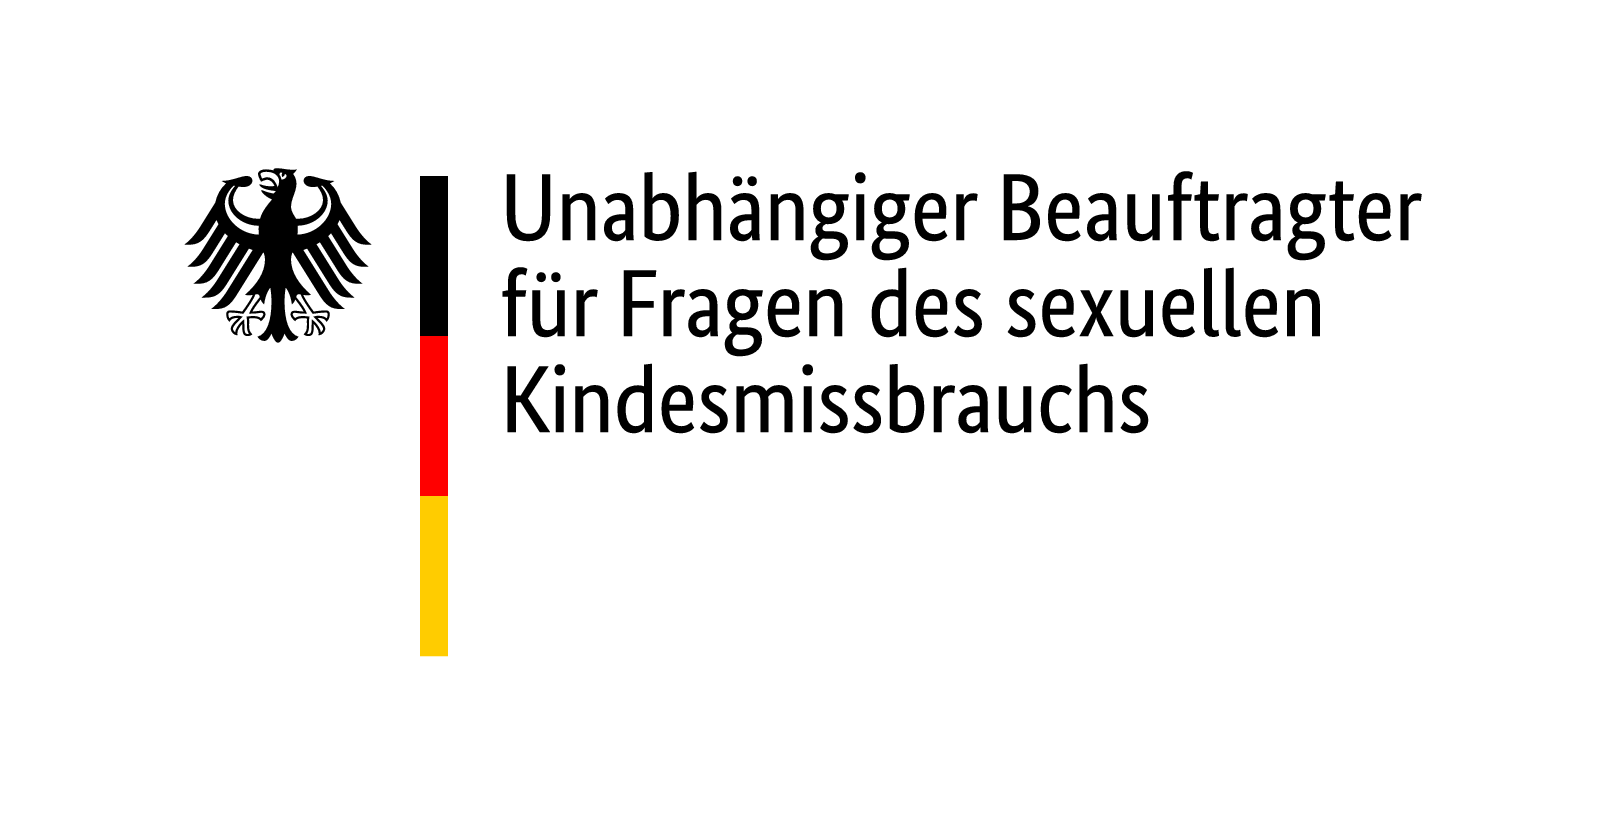 Unabhängiger Beauftragter
für Fragen des sexuellen
Kindesmissbrauchs